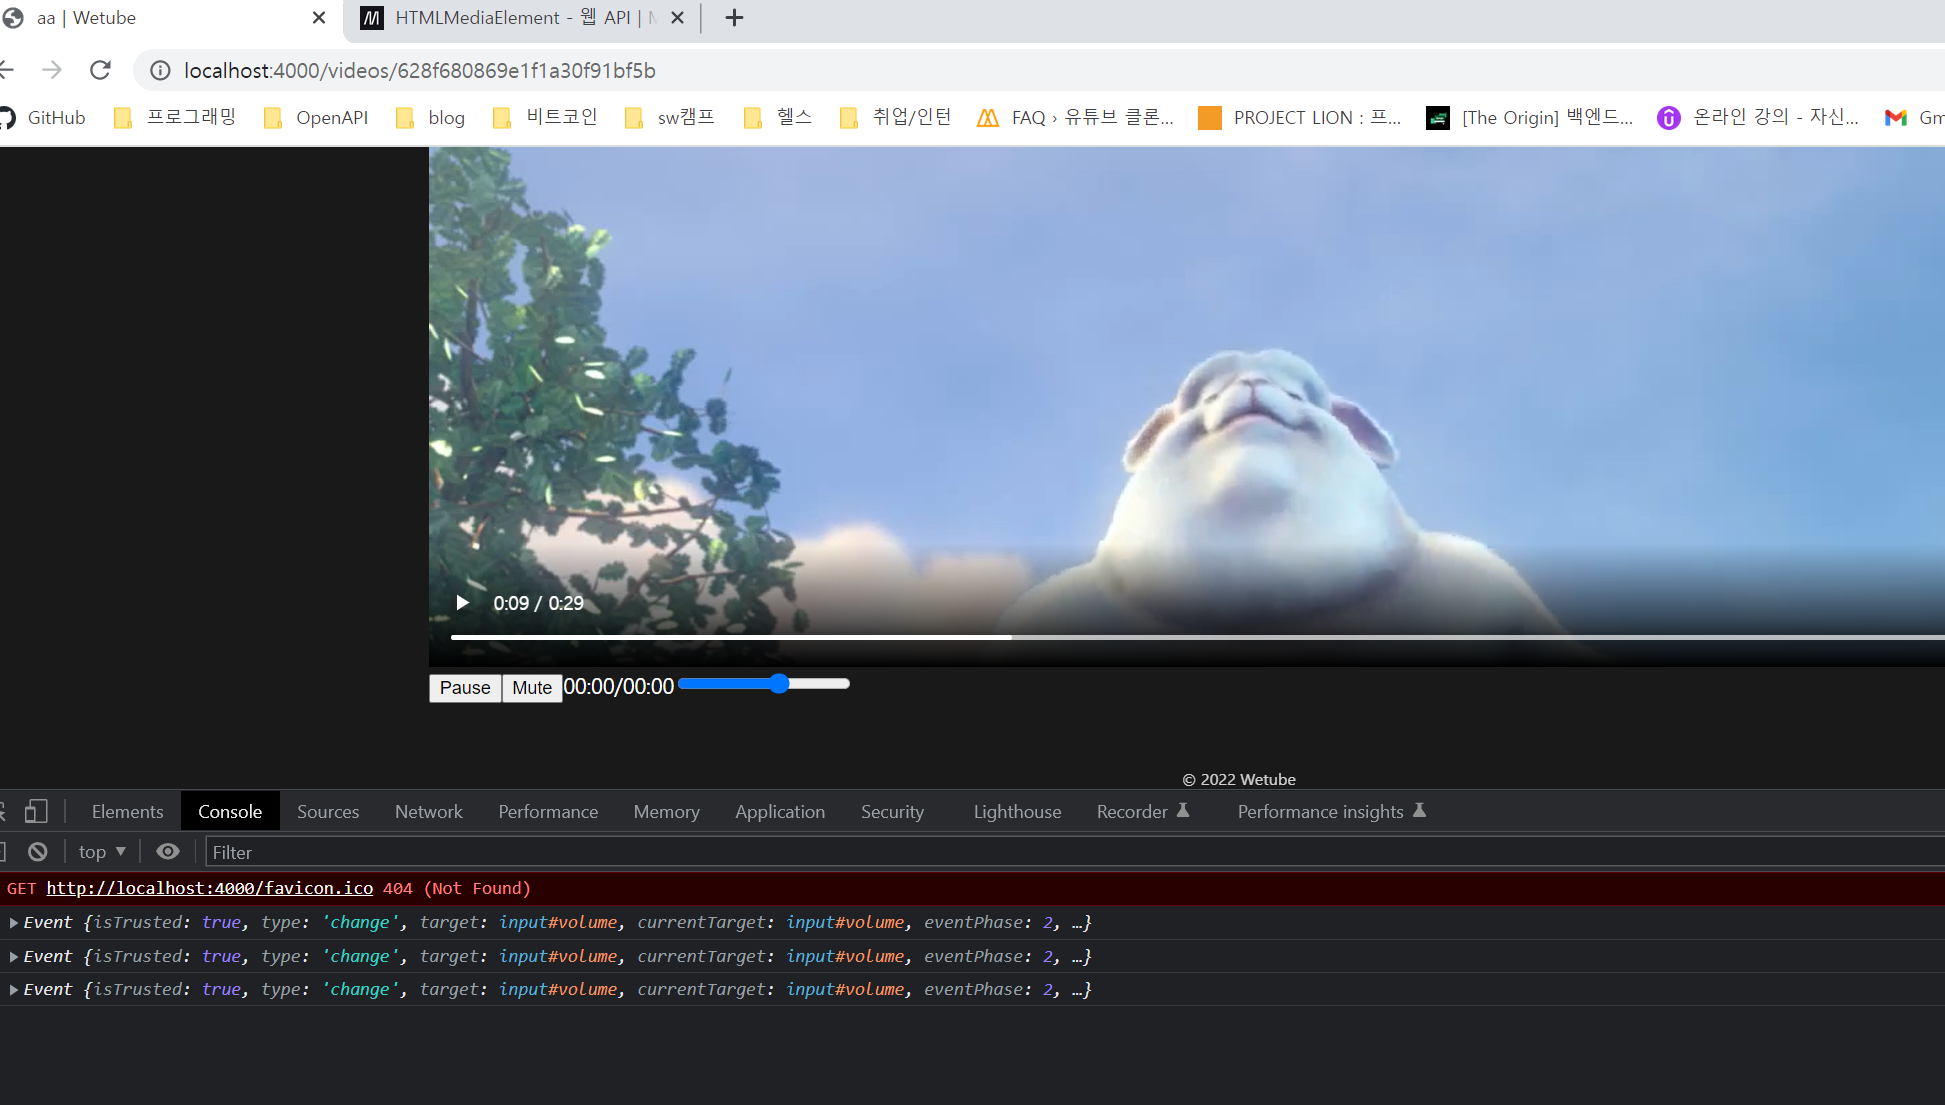 aa | Wetube
HTMLMediaElement - 웹 API |
localhost:4000/videos/628f680869e1f1a30f91bf5b
GitHub 프로그래밍 OpenAPI blog 비트코인 sw캠프 헬스 취업/인턴 FAQ › 유튜브 클론... PROJECT LION : 프... [The Origin] 백엔드... 온라인 강의 - 자신... Gm
0:09 / 0:29
Pause Mute 00:00/00:00
© 2022 Wetube
Elements Console Sources Network Performance Memory Application Security Lighthouse Recorder Performance insights
top ▼ Filter
GET http://localhost:4000/favicon.ico 404 (Not Found)
Event {isTrusted: true, type: 'change', target: input#volume, currentTarget: input#volume, eventPhase: 2, …}
Event {isTrusted: true, type: 'change', target: input#volume, currentTarget: input#volume, eventPhase: 2, …}
Event {isTrusted: true, type: 'change', target: input#volume, currentTarget: input#volume, eventPhase: 2, …}